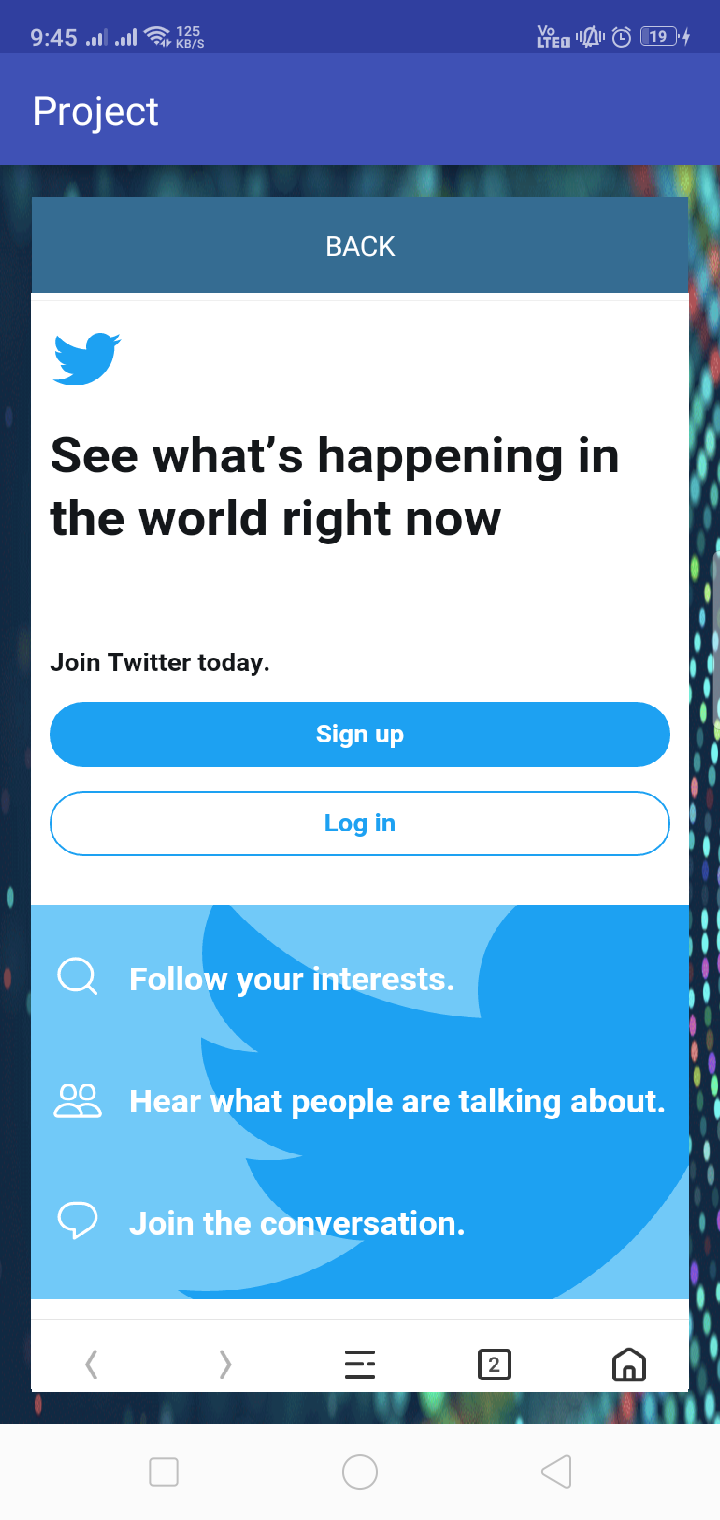 9:45 125 KB/S Vo LTE 19
Project
BACK
See what’s happening in
the world right now
Join Twitter today.
Sign up
Log in
Follow your interests.
Hear what people are talking about.
Join the conversation.
2